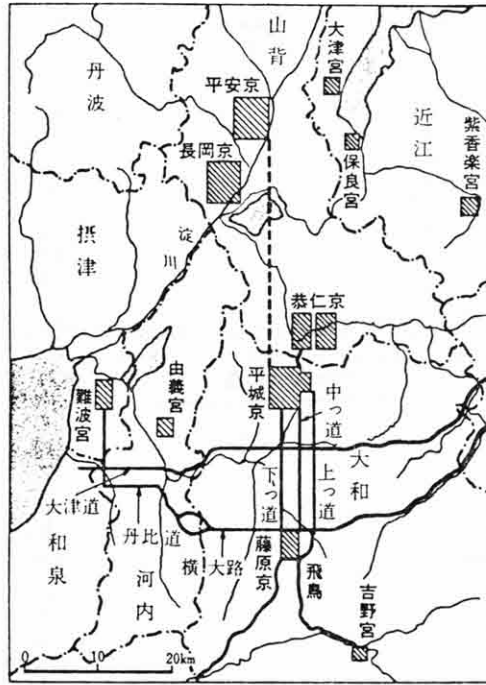 山背
大津宮
丹波
平安京
近江
紫香楽宮
長岡京
保良宮
摂津
淀川
恭仁京
難波宮
由義宮
平城京
中っ道
下っ道
上っ道
大和
大津道
丹比道
横大路
和泉
河内
藤原京
飛鳥
吉野宮
0 10 20km